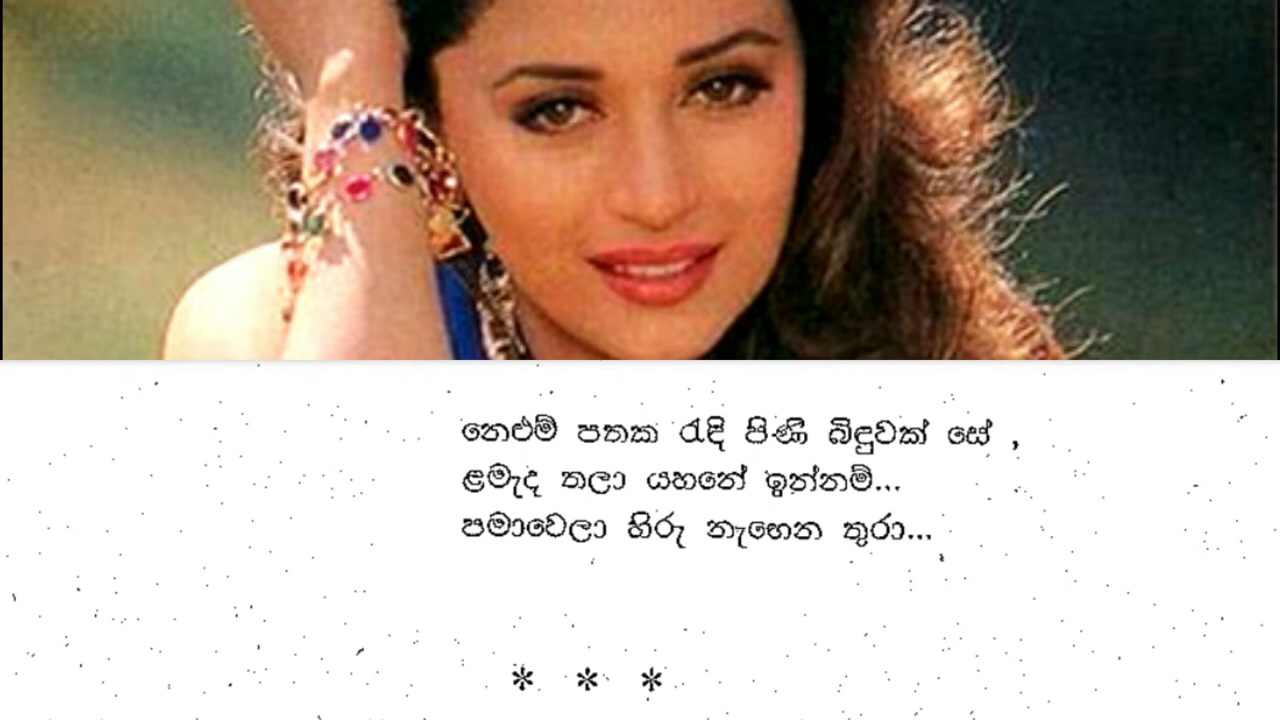 නෙළුම් පතක රැඳි පිණි බිඳුවක් සේ ,
ළමැද තලා යහනේ ඉන්නම්...
පමාවෙලා හිරු නැඟෙන තුරා...
* * *